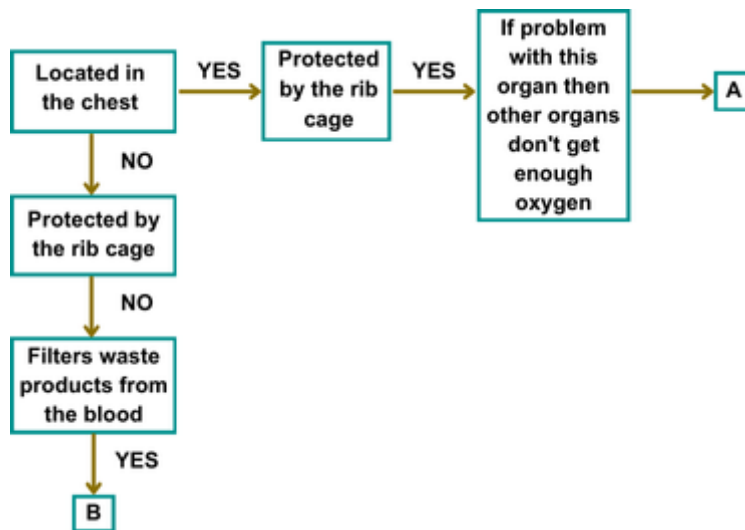 Located in
the chest
YES
Protected
by the rib
cage
YES
If problem
with this
organ then
other organs
don't get
enough
oxygen
A
NO
Protected by
the rib cage
NO
Filters waste
products from
the blood
YES
B